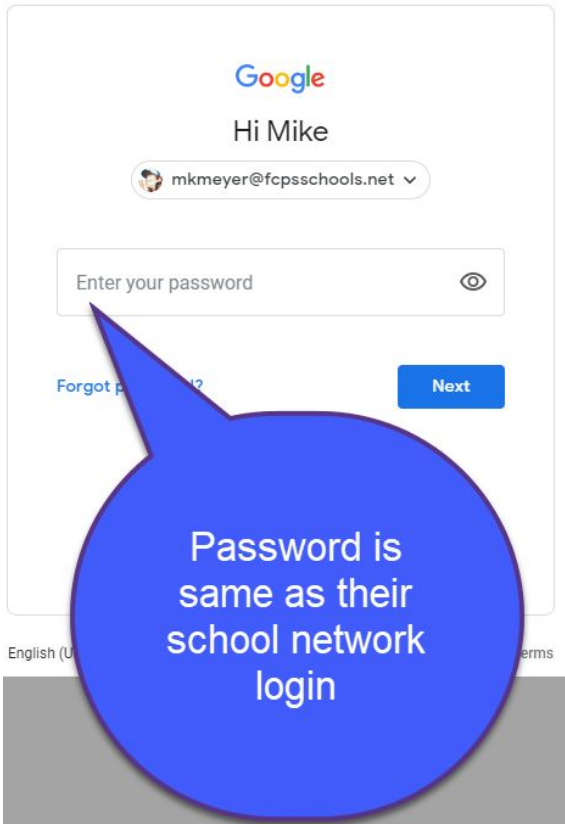 Google
Hi Mike
mkmeyer@fcpsschools.net
Enter your password
Forgot
Next
Password is
same as their
school network
login
English